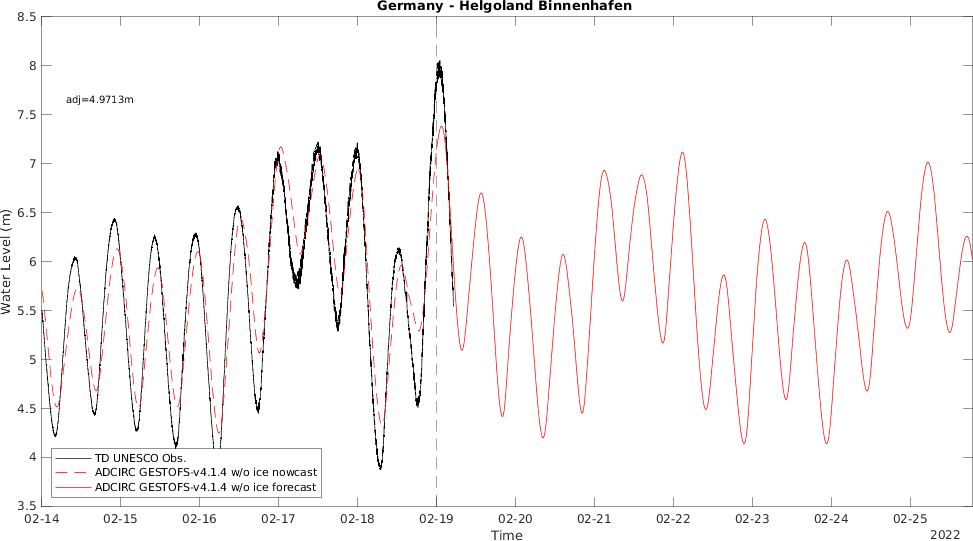 Germany - Helgoland Binnenhafen
8.5
8
7.5
7
6.5
6
5.5
5
4.5
4
3.5
Water Level (m)
adj=4.9713m
TD UNESCO Obs.
ADCIRC GESTOFS-v4.1.4 w/o ice nowcast
ADCIRC GESTOFS-v4.1.4 w/o ice forecast
02-14 02-15 02-16 02-17 02-18 02-19 02-20 02-21 02-22 02-23 02-24 02-25
Time
2022